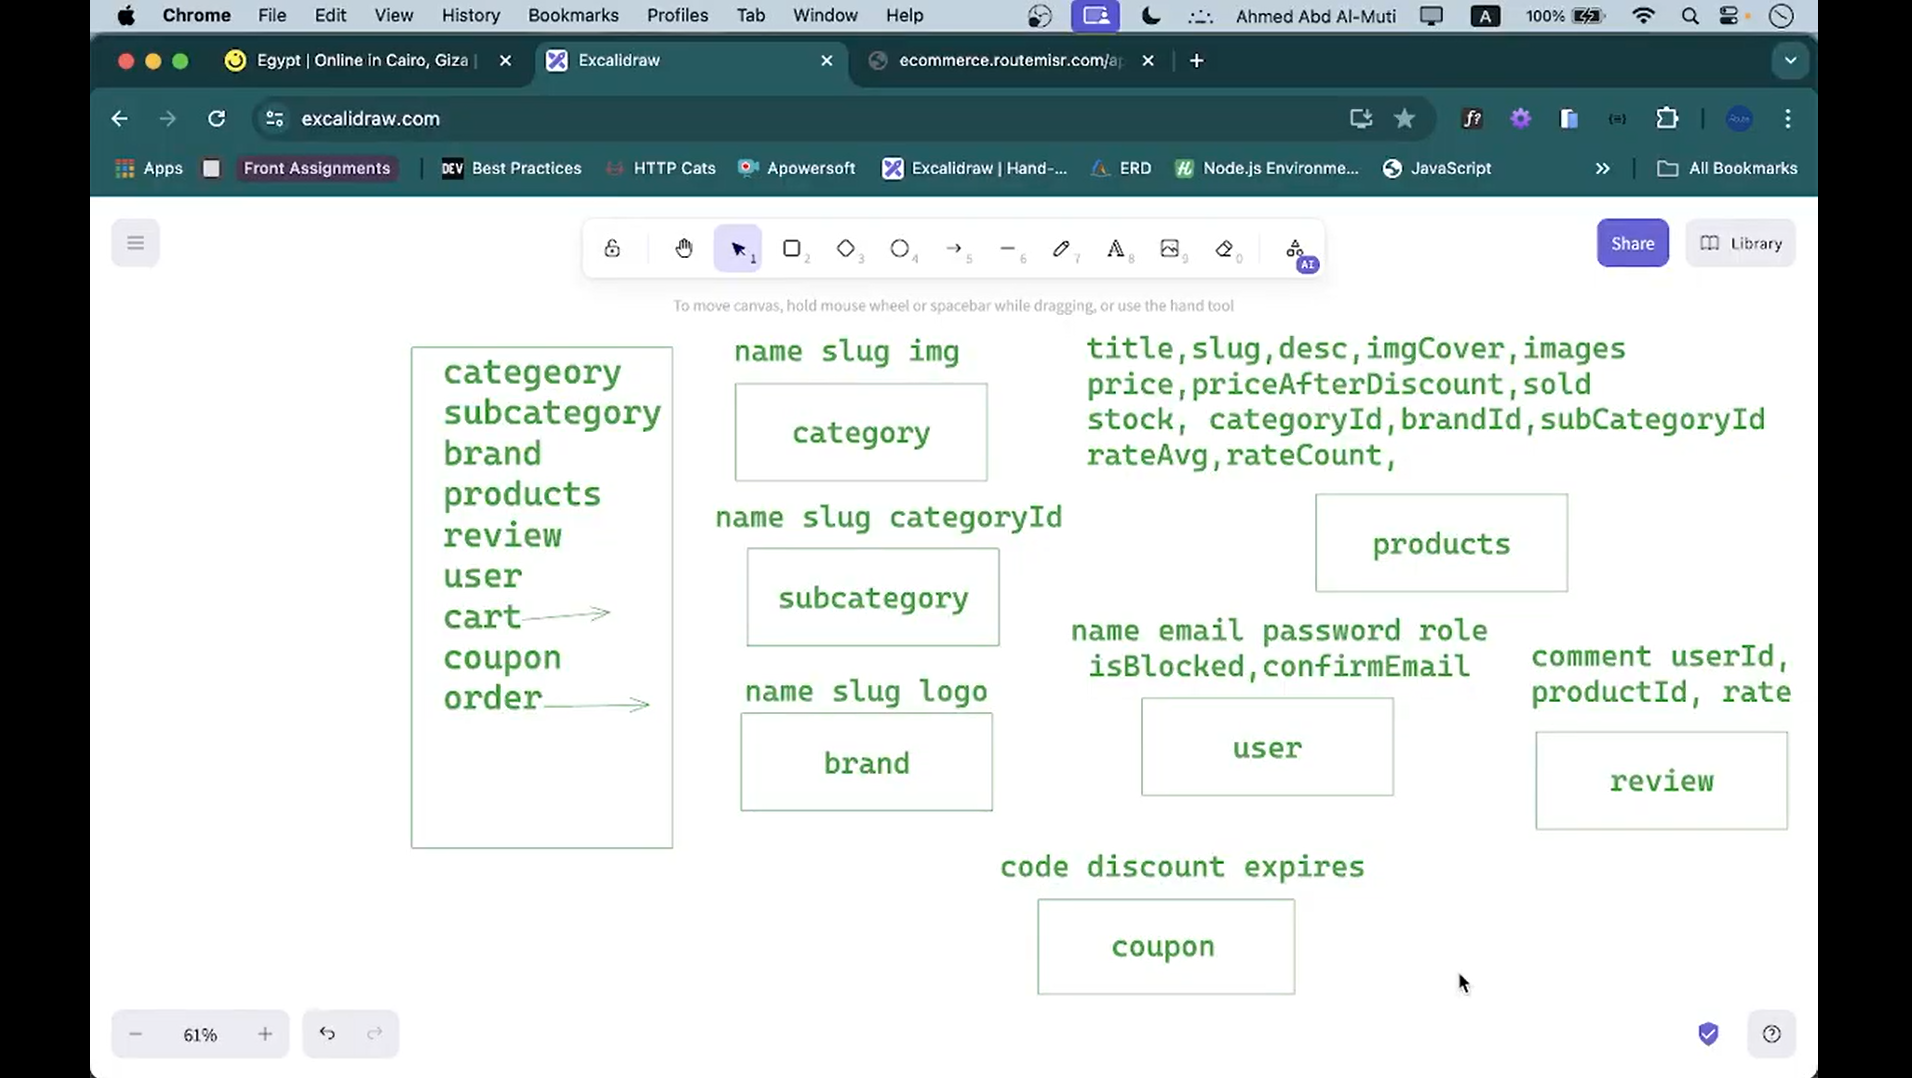 Chrome File Edit View History Bookmarks Profiles Tab Window Help Ahmed Abd Al-Muti A 100%
Egypt | Online in Cairo, Giza | Excalidraw ecommerce.routemisr.com/ap
excalidraw.com
Apps Front Assignments DEV Best Practices HTTP Cats Apowersoft Excalidraw | Hand-... ERD Node.js Environme... JavaScript All Bookmarks
1 2 3 4 5 6 7 A 8 9 0 AI
Share Library
To move canvas, hold mouse wheel or spacebar while dragging, or use the hand tool
categeory
subcategory
brand
products
review
user
cart
coupon
order
name slug img
category
name slug categoryId
subcategory
name slug logo
brand
title,slug,desc,imgCover,images
price,priceAfterDiscount,sold
stock, categoryId,brandId,subCategoryId
rateAvg,rateCount,
products
name email password role
isBlocked,confirmEmail
user
comment userId,
productId, rate
review
code discount expires
coupon
61%